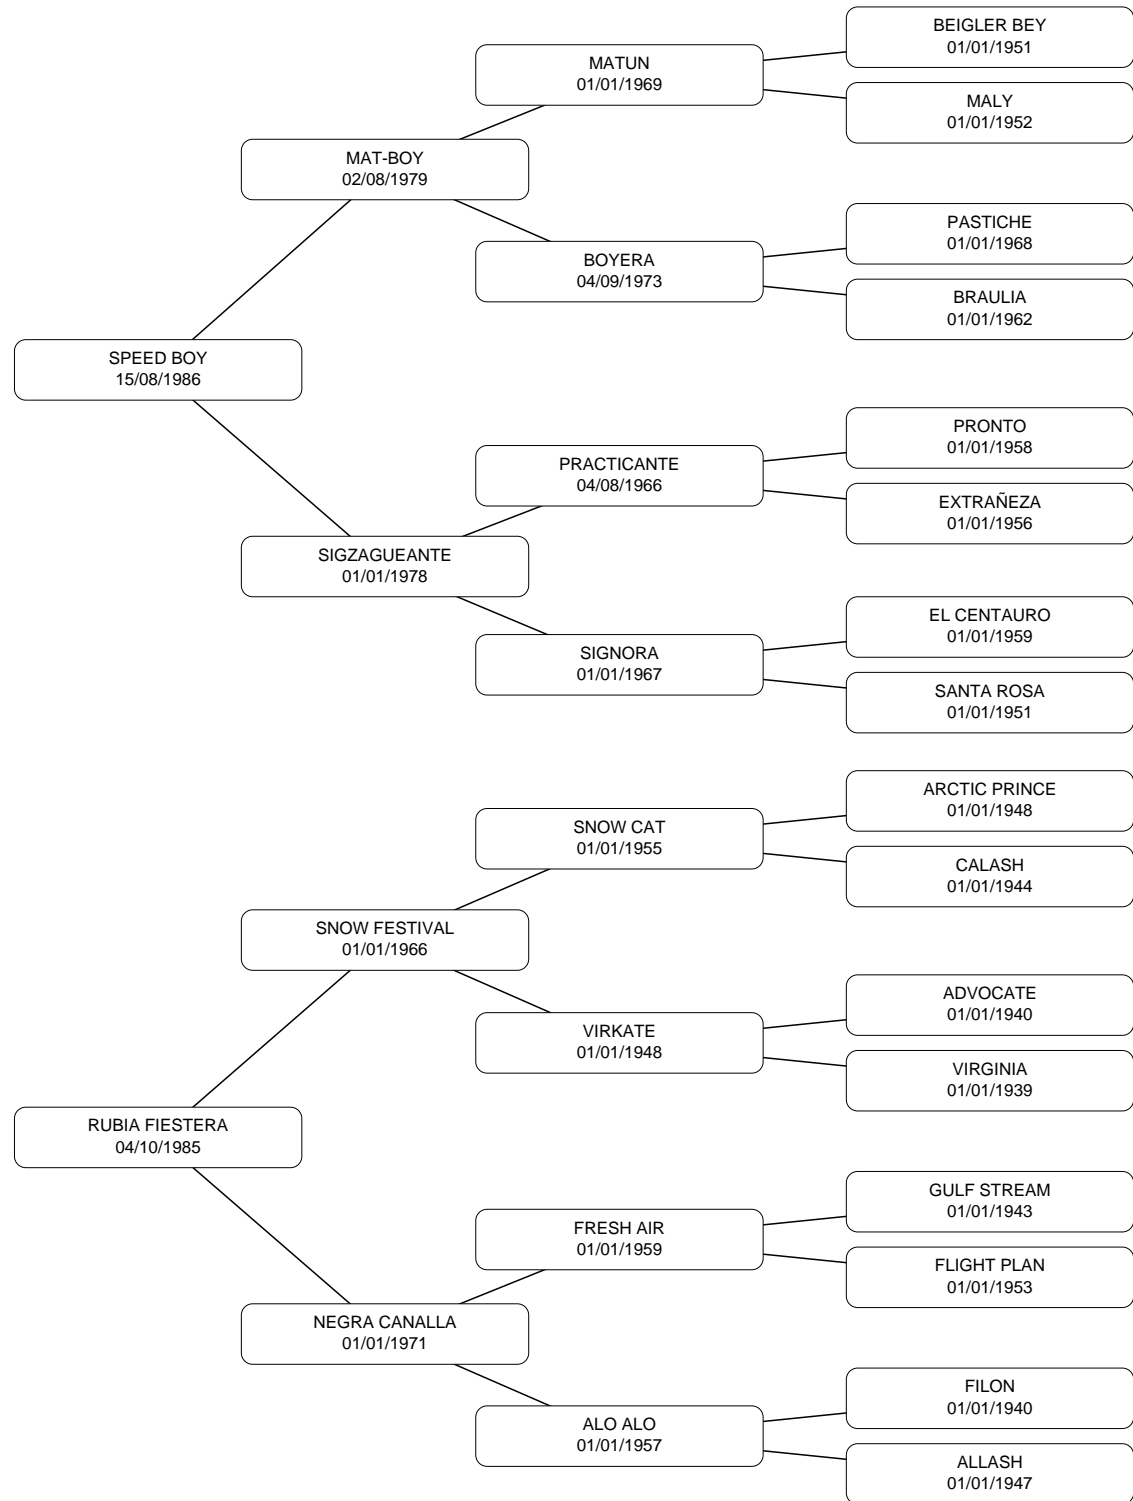 BEIGLER BEY
01/01/1951
MATUN
01/01/1969
MALY
01/01/1952
MAT-BOY
02/08/1979
PASTICHE
01/01/1968
BOYERA
04/09/1973
BRAULIA
01/01/1962
SPEED BOY
15/08/1986
PRONTO
01/01/1958
PRACTICANTE
04/08/1966
EXTRAÑEZA
01/01/1956
SIGZAGUEANTE
01/01/1978
EL CENTAURO
01/01/1959
SIGNORA
01/01/1967
SANTA ROSA
01/01/1951
ARCTIC PRINCE
01/01/1948
SNOW CAT
01/01/1955
CALASH
01/01/1944
SNOW FESTIVAL
01/01/1966
ADVOCATE
01/01/1940
VIRKATE
01/01/1948
VIRGINIA
01/01/1939
RUBIA FIESTERA
04/10/1985
GULF STREAM
01/01/1943
FRESH AIR
01/01/1959
FLIGHT PLAN
01/01/1953
NEGRA CANALLA
01/01/1971
FILON
01/01/1940
ALO ALO
01/01/1957
ALLASH
01/01/1947